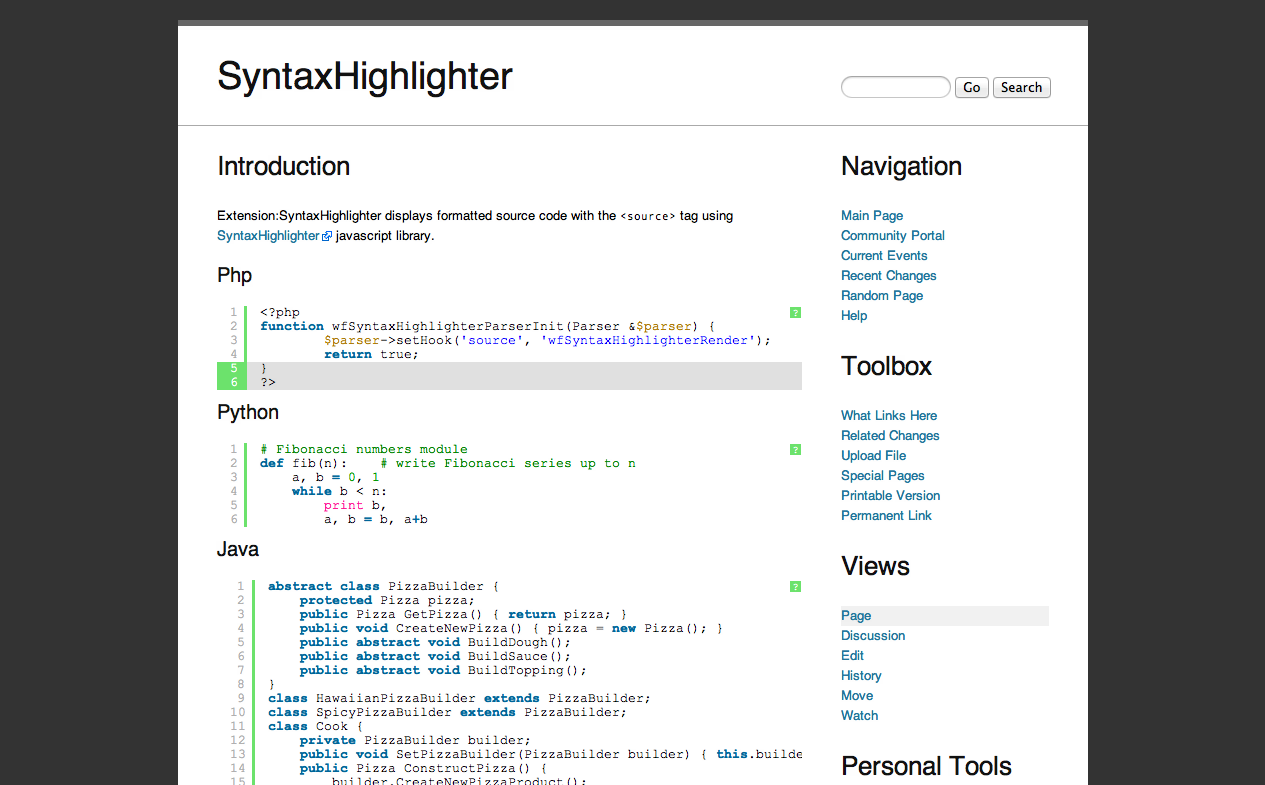 SyntaxHighlighter
Go
Search
Introduction
Extension:SyntaxHighlighter displays formatted source code with the <source> tag using
SyntaxHighlighter javascript library.
Php
1 <?php
2 function wfSyntaxHighlighterParserInit(Parser &$parser) {
3         $parser->setHook('source', 'wfSyntaxHighlighterRender');
4         return true;
5 }
6 ?>
?
Python
1 # Fibonacci numbers module
2 def fib(n):    # write Fibonacci series up to n
3     a, b = 0, 1
4     while b < n:
5         print b,
6         a, b = b, a+b
?
Java
1 abstract class PizzaBuilder {
2     protected Pizza pizza;
3     public Pizza GetPizza() { return pizza; }
4     public void CreateNewPizza() { pizza = new Pizza(); }
5     public abstract void BuildDough();
6     public abstract void BuildSauce();
7     public abstract void BuildTopping();
8 }
9 class HawaiianPizzaBuilder extends PizzaBuilder;
10 class SpicyPizzaBuilder extends PizzaBuilder;
11 class Cook {
12     private PizzaBuilder builder;
13     public void SetPizzaBuilder(PizzaBuilder builder) { this.builde
14     public Pizza ConstructPizza() {
15         builder.CreateNewPizzaProduct();
?
Navigation
Main Page
Community Portal
Current Events
Recent Changes
Random Page
Help
Toolbox
What Links Here
Related Changes
Upload File
Special Pages
Printable Version
Permanent Link
Views
Page
Discussion
Edit
History
Move
Watch
Personal Tools